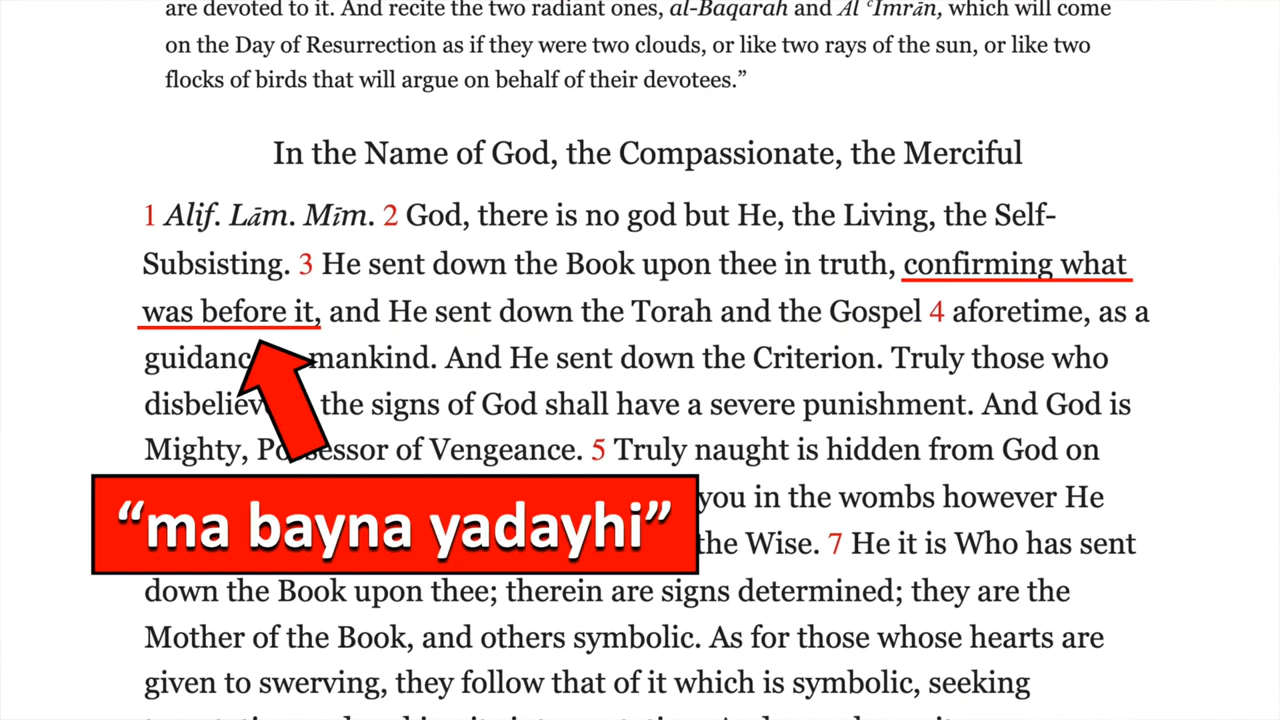 are devoted to it. And recite the two radiant ones, al-Baqarah and Āl ʿImrān, which will come
on the Day of Resurrection as if they were two clouds, or like two rays of the sun, or like two
flocks of birds that will argue on behalf of their devotees.”
In the Name of God, the Compassionate, the Merciful
1 Alif. Lām. Mīm. 2 God, there is no god but He, the Living, the Self-
Subsisting. 3 He sent down the Book upon thee in truth, confirming what
was before it, and He sent down the Torah and the Gospel 4 aforetime, as a
mankind. And He sent down the Criterion. Truly those who
the signs of God shall have a severe punishment. And God is
Mighty, of Vengeance. 5 Truly naught is hidden from God on
you in the wombs however He
“ma bayna yadayhi”
the Wise. 7 He it is Who has sent
down the Book upon thee; therein are signs determined; they are the
Mother of the Book, and others symbolic. As for those whose hearts are
given to swerving, they follow that of it which is symbolic, seeking